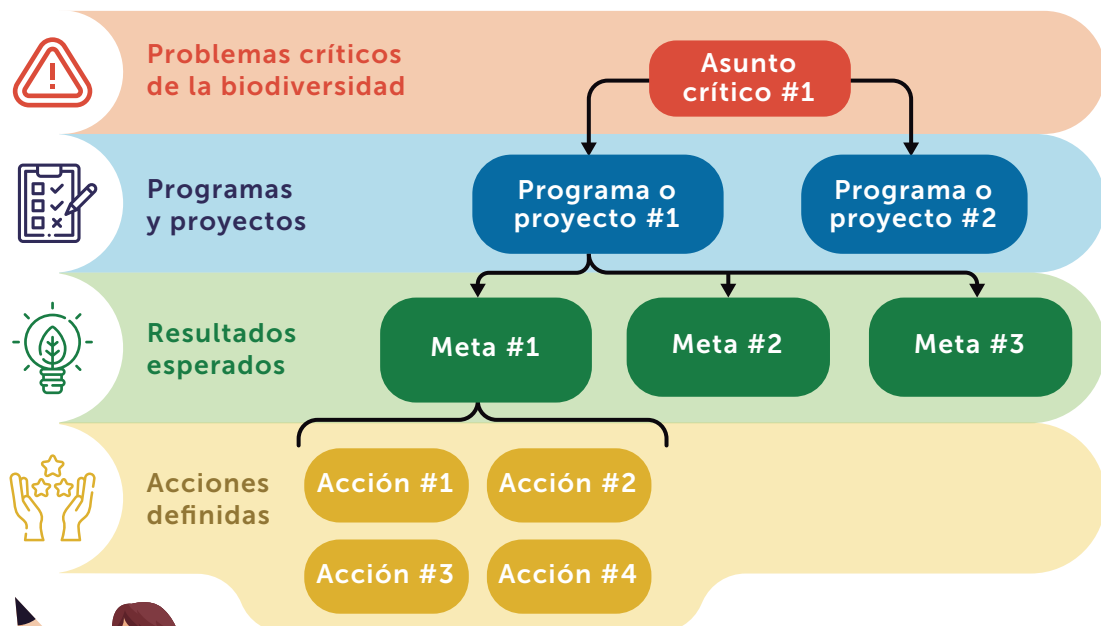 Problemas críticos
de la biodiversidad
Asunto
crítico #1
Programas
y proyectos
Programa o
proyecto #1
Programa o
proyecto #2
Resultados
esperados
Meta #1
Meta #2
Meta #3
Acciones
definidas
Acción #1
Acción #2
Acción #3
Acción #4